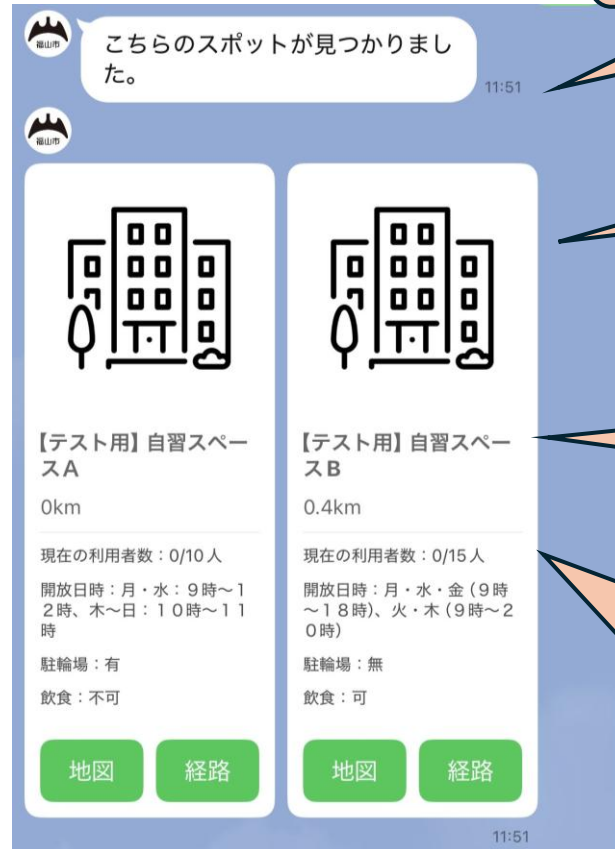 福山市
こちらのスポットが見つかりまし
た。
11:51
福山市
【テスト用】自習スペー
スA
0km
現在の利用者数：0/10人
開放日時：月・水：９時～１
２時、木～日：１０時～１１
時
駐輪場：有
飲食：不可
地図
経路
【テスト用】自習スペー
スB
0.4km
現在の利用者数：0/15人
開放日時：月・水・金（９時
～１８時）、火・木（９時～２
０時）
駐輪場：無
飲食：可
地図
経路
11:51